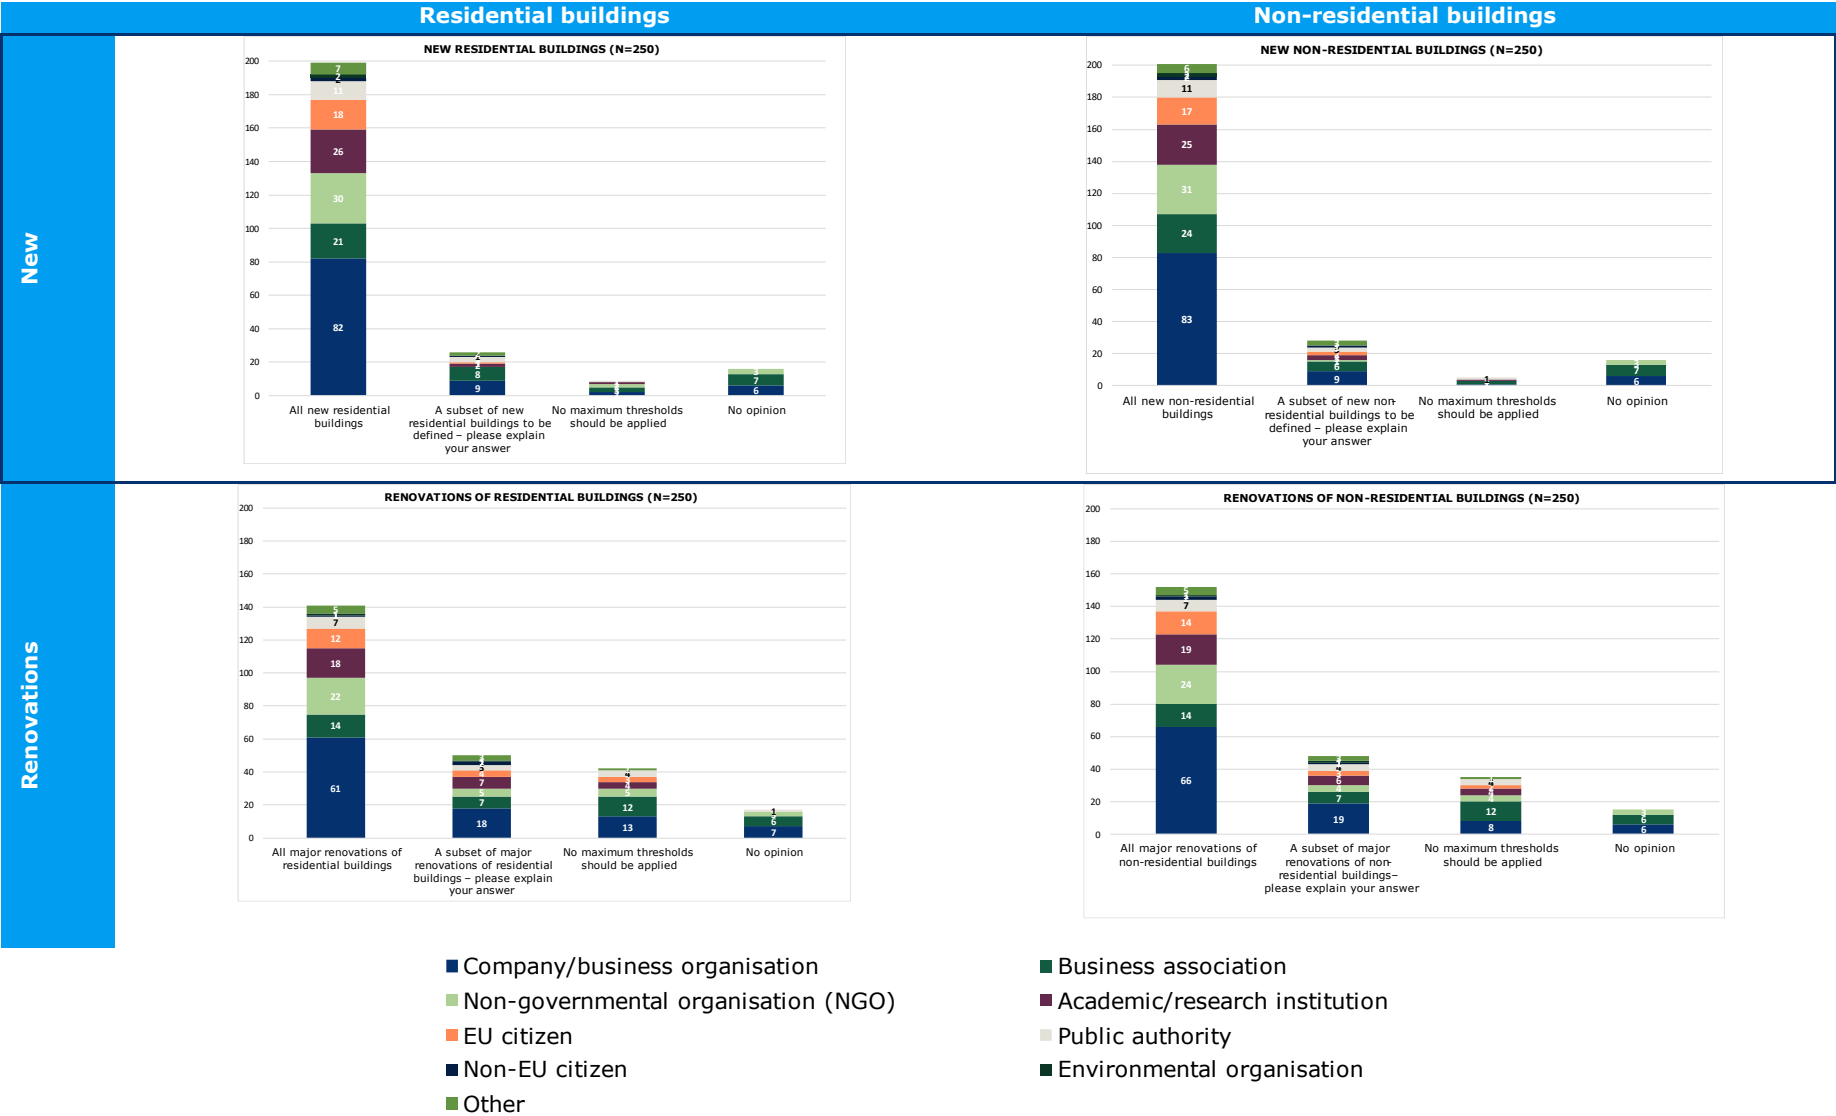 Residential buildings
Non-residential buildings
New
NEW RESIDENTIAL BUILDINGS (N=250)
200
180
160
140
120
100
80
60
40
20
0
7
2
11
18
26
30
21
82
8
9
7
6
All new residential
buildings
A subset of new
residential buildings to be
defined – please explain
your answer
No maximum thresholds
should be applied
No opinion
NEW NON-RESIDENTIAL BUILDINGS (N=250)
200
180
160
140
120
100
80
60
40
20
0
6
11
17
25
31
24
83
6
9
1
7
6
All new non-residential
buildings
A subset of new non-
residential buildings to be
defined – please explain
your answer
No maximum thresholds
should be applied
No opinion
Renovations
RENOVATIONS OF RESIDENTIAL BUILDINGS (N=250)
200
180
160
140
120
100
80
60
40
20
0
5
7
12
18
22
14
61
7
5
7
18
4
5
12
13
1
6
7
All major renovations of
residential buildings
A subset of major
renovations of residential
buildings – please explain
your answer
No maximum thresholds
should be applied
No opinion
RENOVATIONS OF NON-RESIDENTIAL BUILDINGS (N=250)
200
180
160
140
120
100
80
60
40
20
0
5
7
14
19
24
14
66
6
4
7
19
4
12
8
3
6
6
All major renovations of
non-residential buildings
A subset of major
renovations of non-
residential buildings–
please explain your answer
No maximum thresholds
should be applied
No opinion
Company/business organisation
Business association
Non-governmental organisation (NGO)
Academic/research institution
EU citizen
Public authority
Non-EU citizen
Environmental organisation
Other